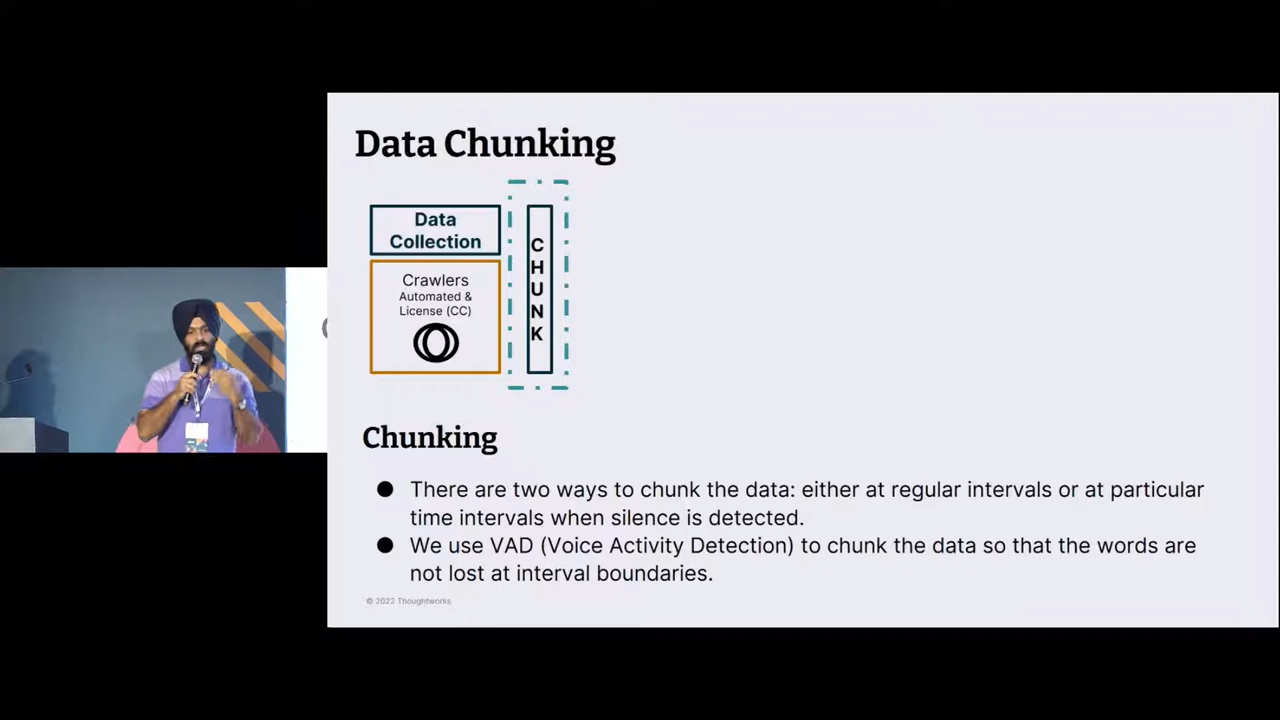 Data Chunking
Data
Collection
C
H
U
N
K
Crawlers
Automated &
License (CC)
Chunking
● There are two ways to chunk the data: either at regular intervals or at particular
time intervals when silence is detected.
● We use VAD (Voice Activity Detection) to chunk the data so that the words are
not lost at interval boundaries.
© 2022 Thoughtworks